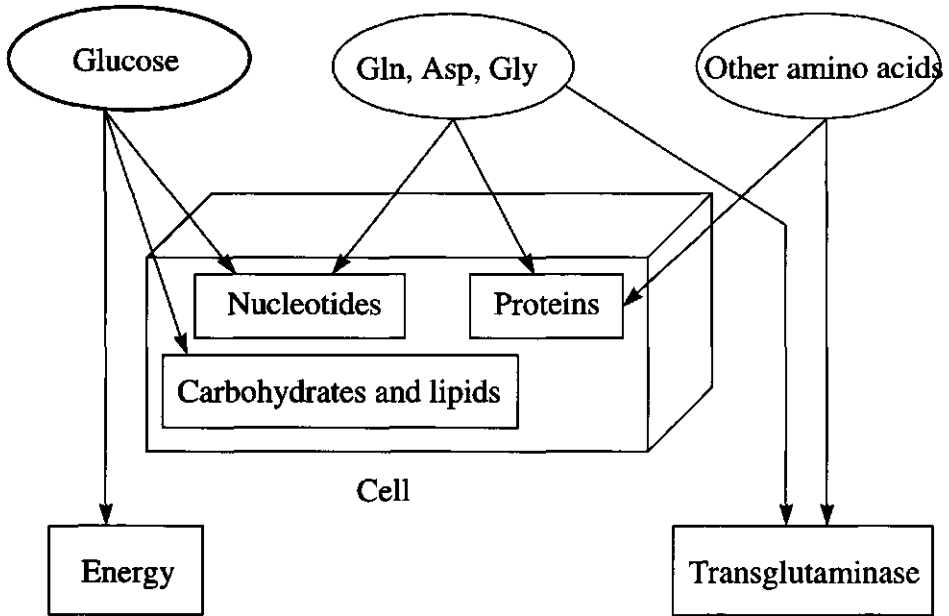 Glucose
Gln, Asp, Gly
Other amino acids
Nucleotides
Proteins
Carbohydrates and lipids
Cell
Energy
Transglutaminase